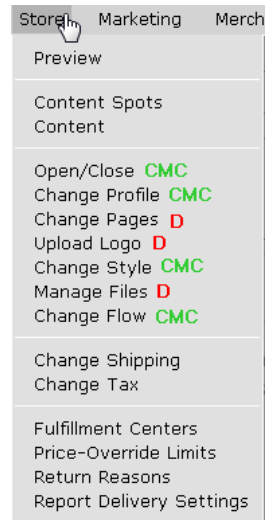 Store Marketing Merch
Preview
Content Spots
Content
Open/Close CMC
Change Profile CMC
Change Pages D
Upload Logo D
Change Style CMC
Manage Files D
Change Flow CMC
Change Shipping
Change Tax
Fulfillment Centers
Price-Override Limits
Return Reasons
Report Delivery Settings